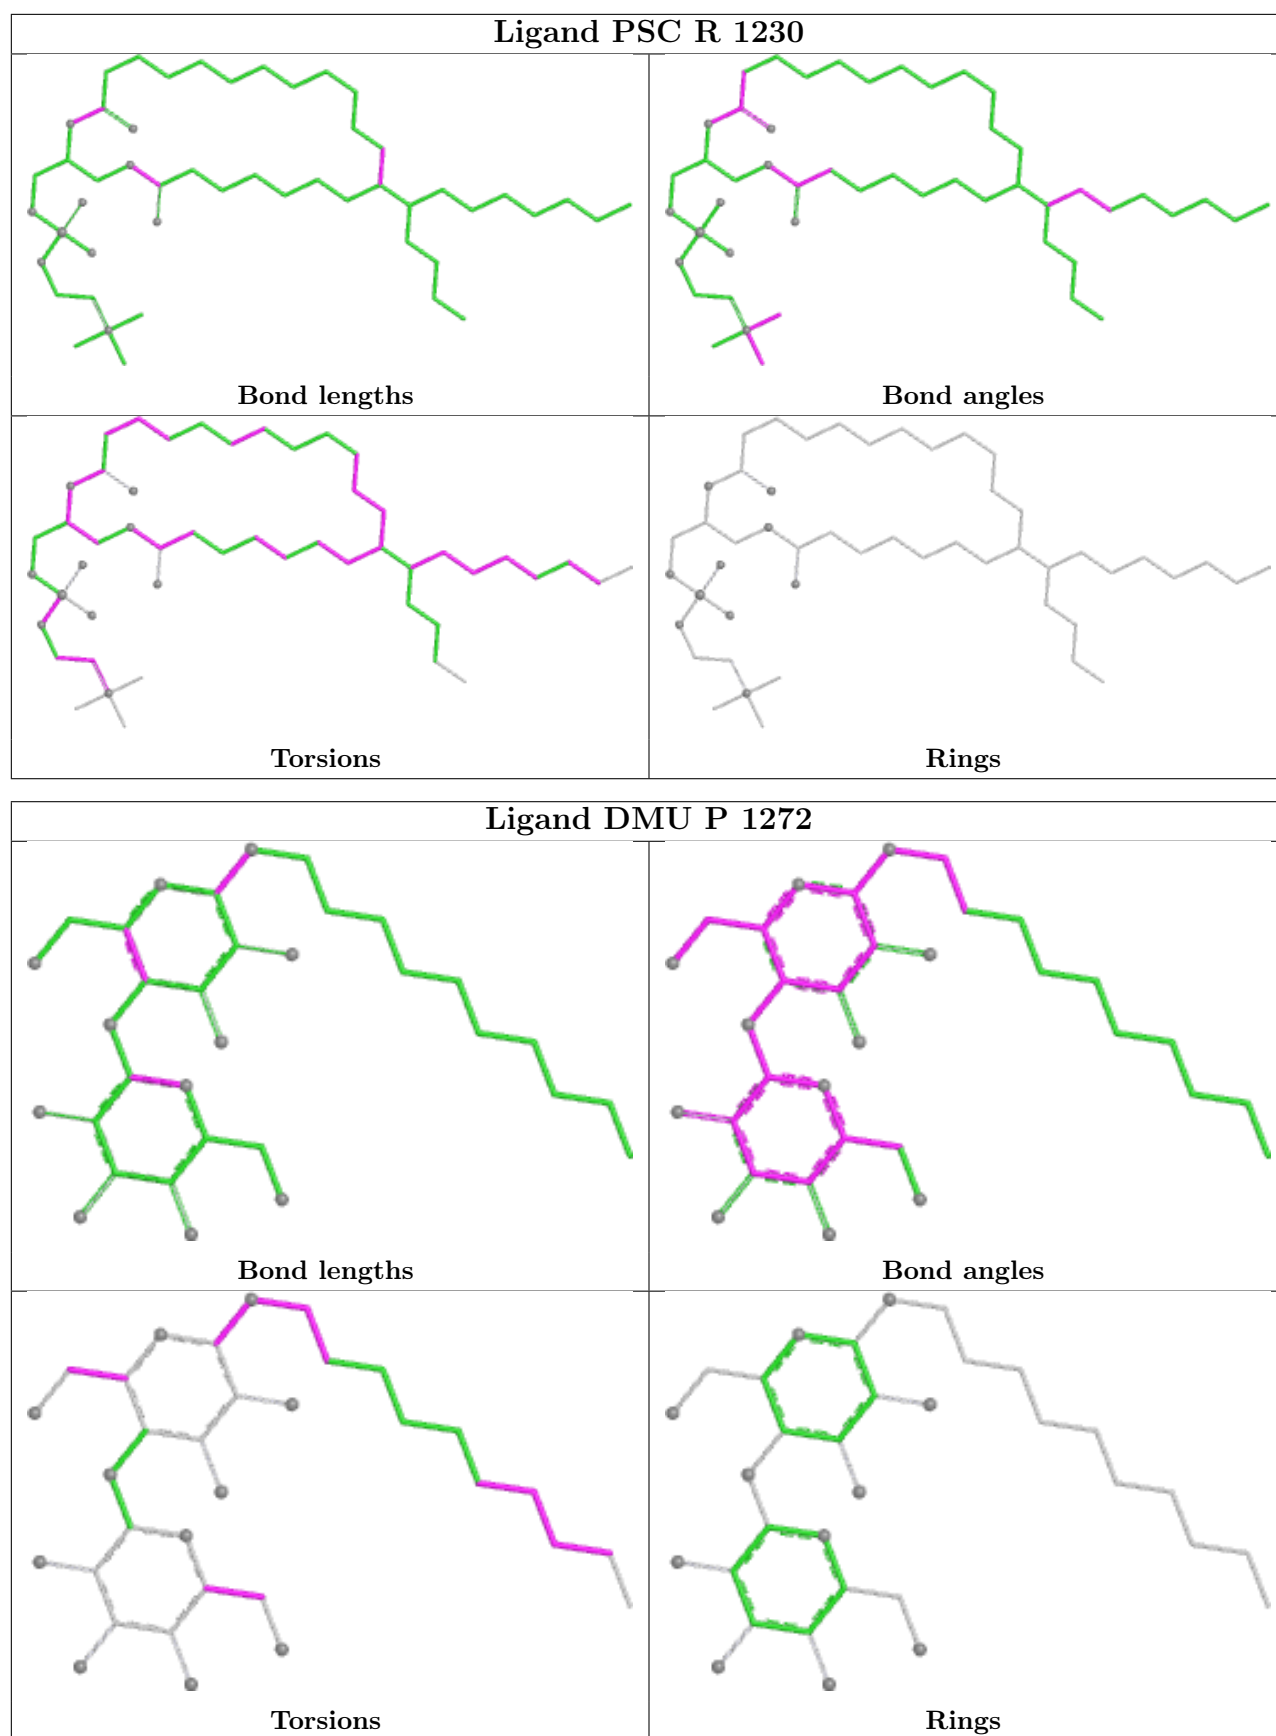 Ligand PSC R 1230
Bond lengths
Bond angles
Torsions
Rings
Ligand DMU P 1272
Bond lengths
Bond angles
Torsions
Rings